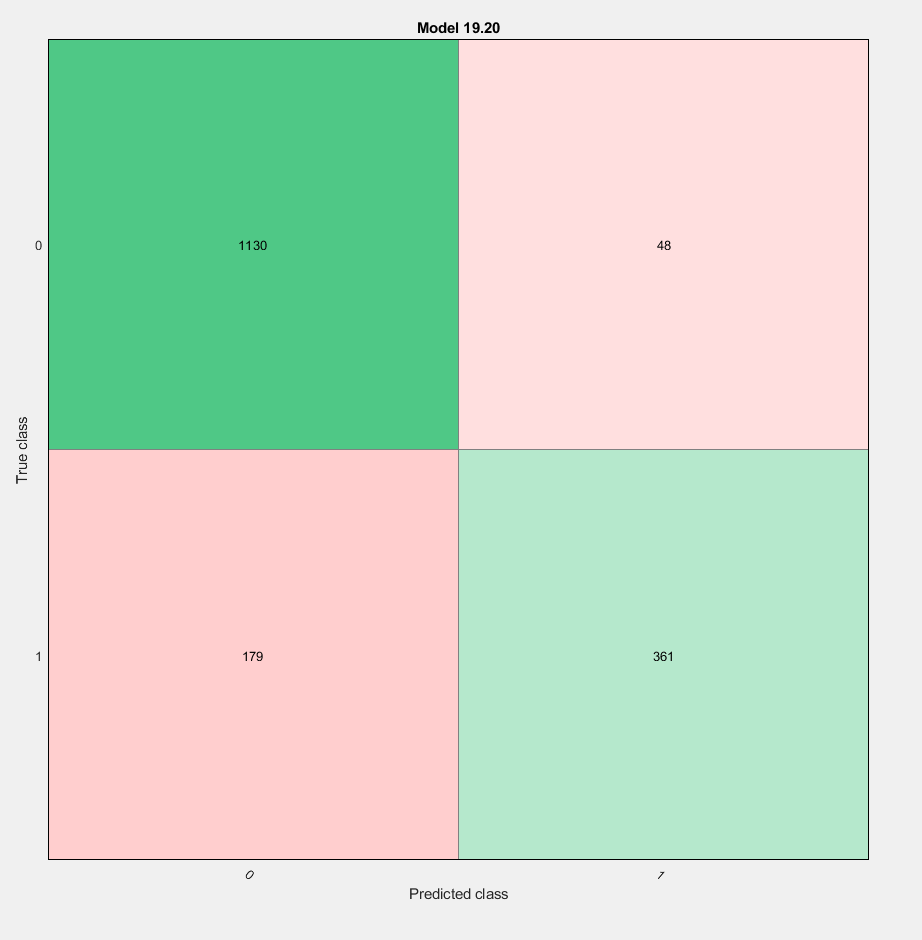 Model 19.20
0
1130
48
True class
1
179
361
0
1
Predicted class